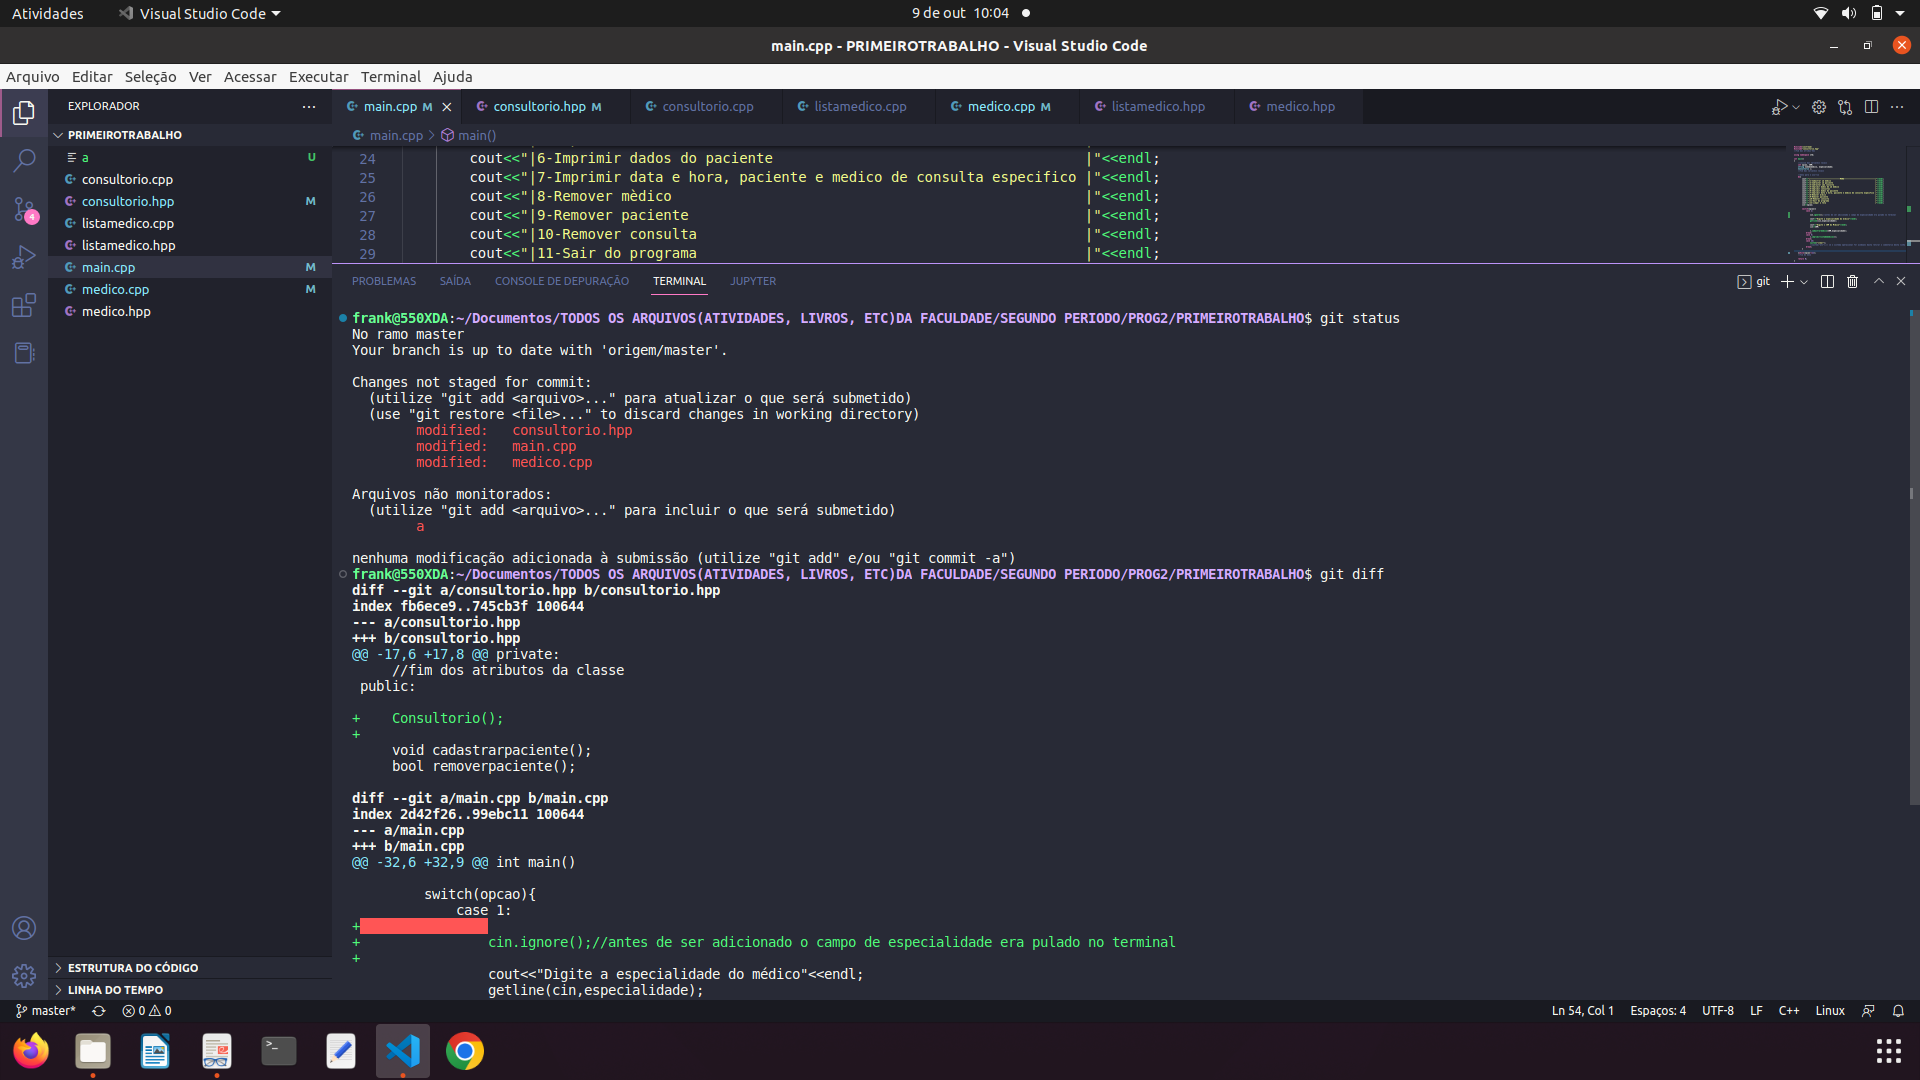 Atividades
Visual Studio Code
9 de out 10:04
main.cpp - PRIMEIROTRABALHO - Visual Studio Code
Arquivo Editar Seleção Ver Acessar Executar Terminal Ajuda
EXPLORADOR
main.cpp M
consultorio.hpp M
consultorio.cpp
listamedico.cpp
medico.cpp M
listamedico.hpp
medico.hpp
PRIMEIROTRABALHO
a U
consultorio.cpp
consultorio.hpp M
listamedico.cpp
listamedico.hpp
main.cpp M
medico.cpp M
medico.hpp
4
ESTRUTURA DO CÓDIGO
LINHA DO TEMPO
main.cpp > main()
24 cout<<"|6-Imprimir dados do paciente |"<<endl;
25 cout<<"|7-Imprimir data e hora, paciente e medico de consulta especifico |"<<endl;
26 cout<<"|8-Remover mèdico |"<<endl;
27 cout<<"|9-Remover paciente |"<<endl;
28 cout<<"|10-Remover consulta |"<<endl;
29 cout<<"|11-Sair do programa |"<<endl;
PROBLEMAS SAÍDA CONSOLE DE DEPURAÇÃO TERMINAL JUPYTER
git
frank@550XDA:~/Documentos/TODOS OS ARQUIVOS(ATIVIDADES, LIVROS, ETC)DA FACULDADE/SEGUNDO PERIODO/PROG2/PRIMEIROTRABALHO$ git status
No ramo master
Your branch is up to date with 'origem/master'.
Changes not staged for commit:
(utilize "git add <arquivo>..." para atualizar o que será submetido)
(use "git restore <file>..." to discard changes in working directory)
modified: consultorio.hpp
modified: main.cpp
modified: medico.cpp
Arquivos não monitorados:
(utilize "git add <arquivo>..." para incluir o que será submetido)
a
nenhuma modificação adicionada à submissão (utilize "git add" e/ou "git commit -a")
frank@550XDA:~/Documentos/TODOS OS ARQUIVOS(ATIVIDADES, LIVROS, ETC)DA FACULDADE/SEGUNDO PERIODO/PROG2/PRIMEIROTRABALHO$ git diff
diff --git a/consultorio.hpp b/consultorio.hpp
index fb6ece9..745cb3f 100644
--- a/consultorio.hpp
+++ b/consultorio.hpp
@@ -17,6 +17,8 @@ private:
//fim dos atributos da classe
public:
+ Consultorio();
+
void cadastrarpaciente();
bool removerpaciente();
diff --git a/main.cpp b/main.cpp
index 2d42f26..99ebc11 100644
--- a/main.cpp
+++ b/main.cpp
@@ -32,6 +32,9 @@ int main()
switch(opcao){
case 1:
+
+ cin.ignore();//antes de ser adicionado o campo de especialidade era pulado no terminal
+
cout<<"Digite a especialidade do médico"<<endl;
getline(cin,especialidade);
master* 0 0
Ln 54, Col 1 Espaços: 4 UTF-8 LF C++ Linux